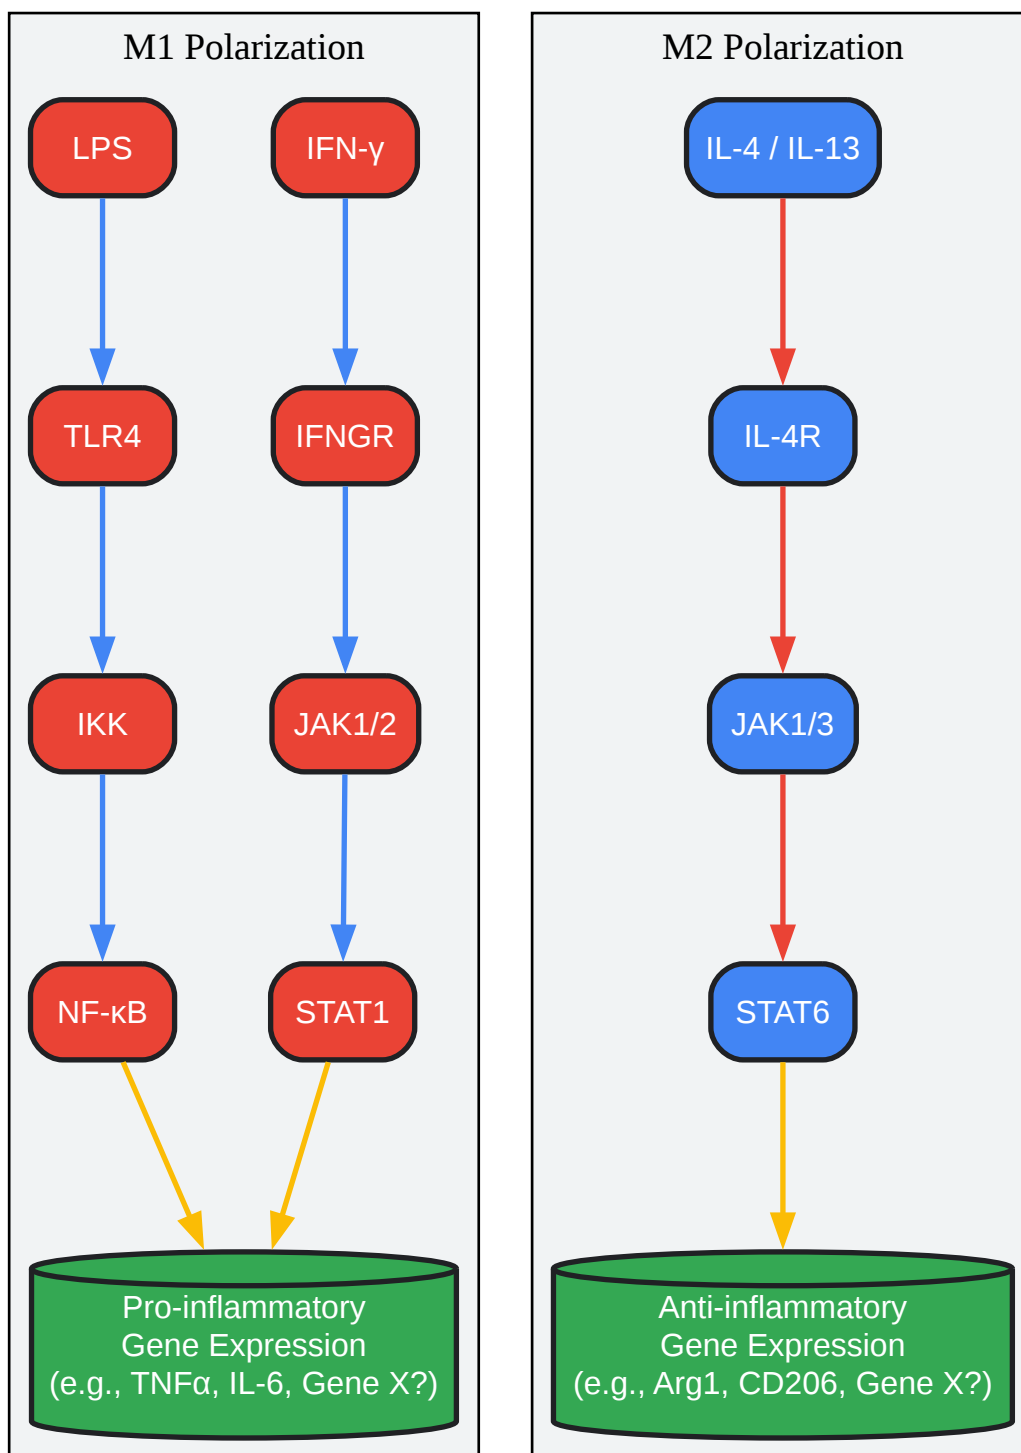 M1 Polarization
LPS
IFN-γ
TLR4
IFNGR
IKK
JAK1/2
NF-κB
STAT1
Pro-inflammatory
Gene Expression
(e.g., TNFα, IL-6, Gene X?)
M2 Polarization
IL-4 / IL-13
IL-4R
JAK1/3
STAT6
Anti-inflammatory
Gene Expression
(e.g., Arg1, CD206, Gene X?)